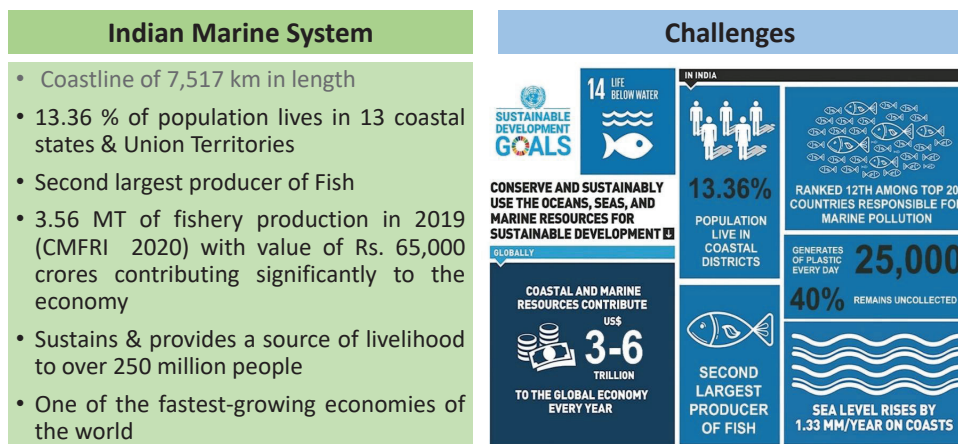 Indian Marine System
• Coastline of 7,517 km in length
• 13.36 % of population lives in 13 coastal
states & Union Territories
• Second largest producer of Fish
• 3.56 MT of fishery production in 2019
(CMFRI 2020) with value of Rs. 65,000
crores contributing significantly to the
economy
• Sustains & provides a source of livelihood
to over 250 million people
• One of the fastest-growing economies of
the world
Challenges
SUSTAINABLE
DEVELOPMENT
GOALS
14 LIFE
BELOW WATER
CONSERVE AND SUSTAINABLY
USE THE OCEANS, SEAS, AND
MARINE RESOURCES FOR
SUSTAINABLE DEVELOPMENT
GLOBALLY
COASTAL AND MARINE
RESOURCES CONTRIBUTE
US$
3-6
TRILLION
TO THE GLOBAL ECONOMY
EVERY YEAR
IN INDIA
13.36%
POPULATION
LIVE IN
COASTAL
DISTRICTS
SECOND
LARGEST
PRODUCER
OF FISH
RANKED 12TH AMONG TOP 20
COUNTRIES RESPONSIBLE FOR
MARINE POLLUTION
GENERATES
OF PLASTIC
EVERY DAY
25,000
40% REMAINS UNCOLLECTED
SEA LEVEL RISES BY
1.33 MM/YEAR ON COASTS